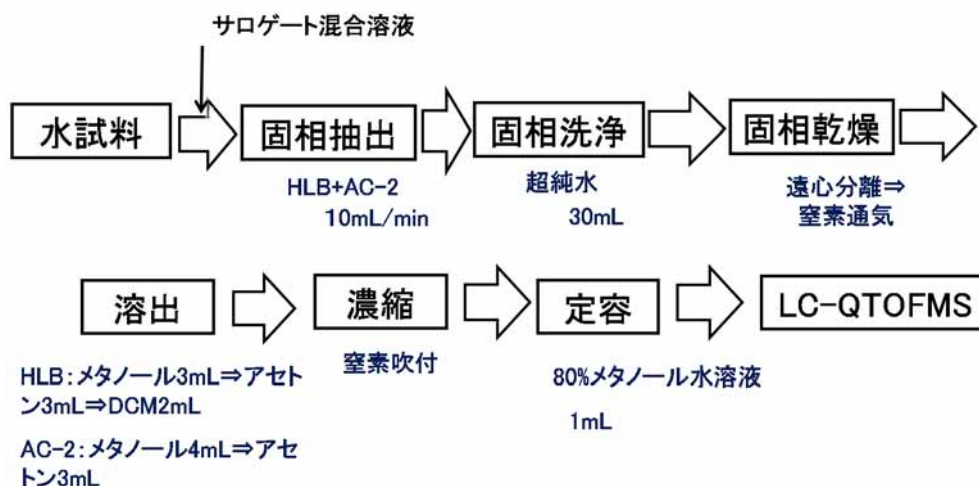 サロゲート混合溶液
水試料
固相抽出
固相洗浄
固相乾燥
HLB+AC-2
10mL/min
超純水
30mL
遠心分離⇒
窒素通気
溶出
濃縮
定容
LC-QTOFMS
HLB:メタノール3mL⇒アセト
ン3mL⇒DCM2mL
AC-2:メタノール4mL⇒アセ
トン3mL
窒素吹付
80%メタノール水溶液
1mL